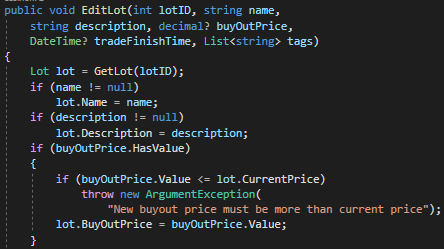 public void EditLot(int lotID, string name,
string description, decimal? buyOutPrice,
DateTime? tradeFinishTime, List<string> tags)
{
Lot lot = GetLot(lotID);
if (name != null)
lot.Name = name;
if (description != null)
lot.Description = description;
if (buyOutPrice.HasValue)
{
if (buyOutPrice.Value <= lot.CurrentPrice)
throw new ArgumentException(
"New buyout price must be more than current price");
lot.BuyOutPrice = buyOutPrice.Value;
}